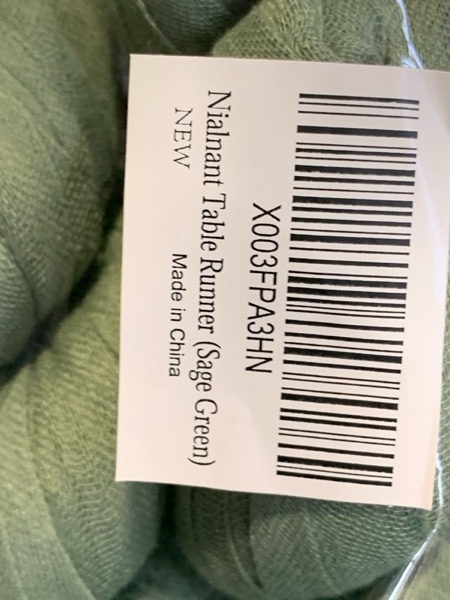 X003FPA3HN
Nialnant Table Runner (Sage Green)
NEW
Made in China